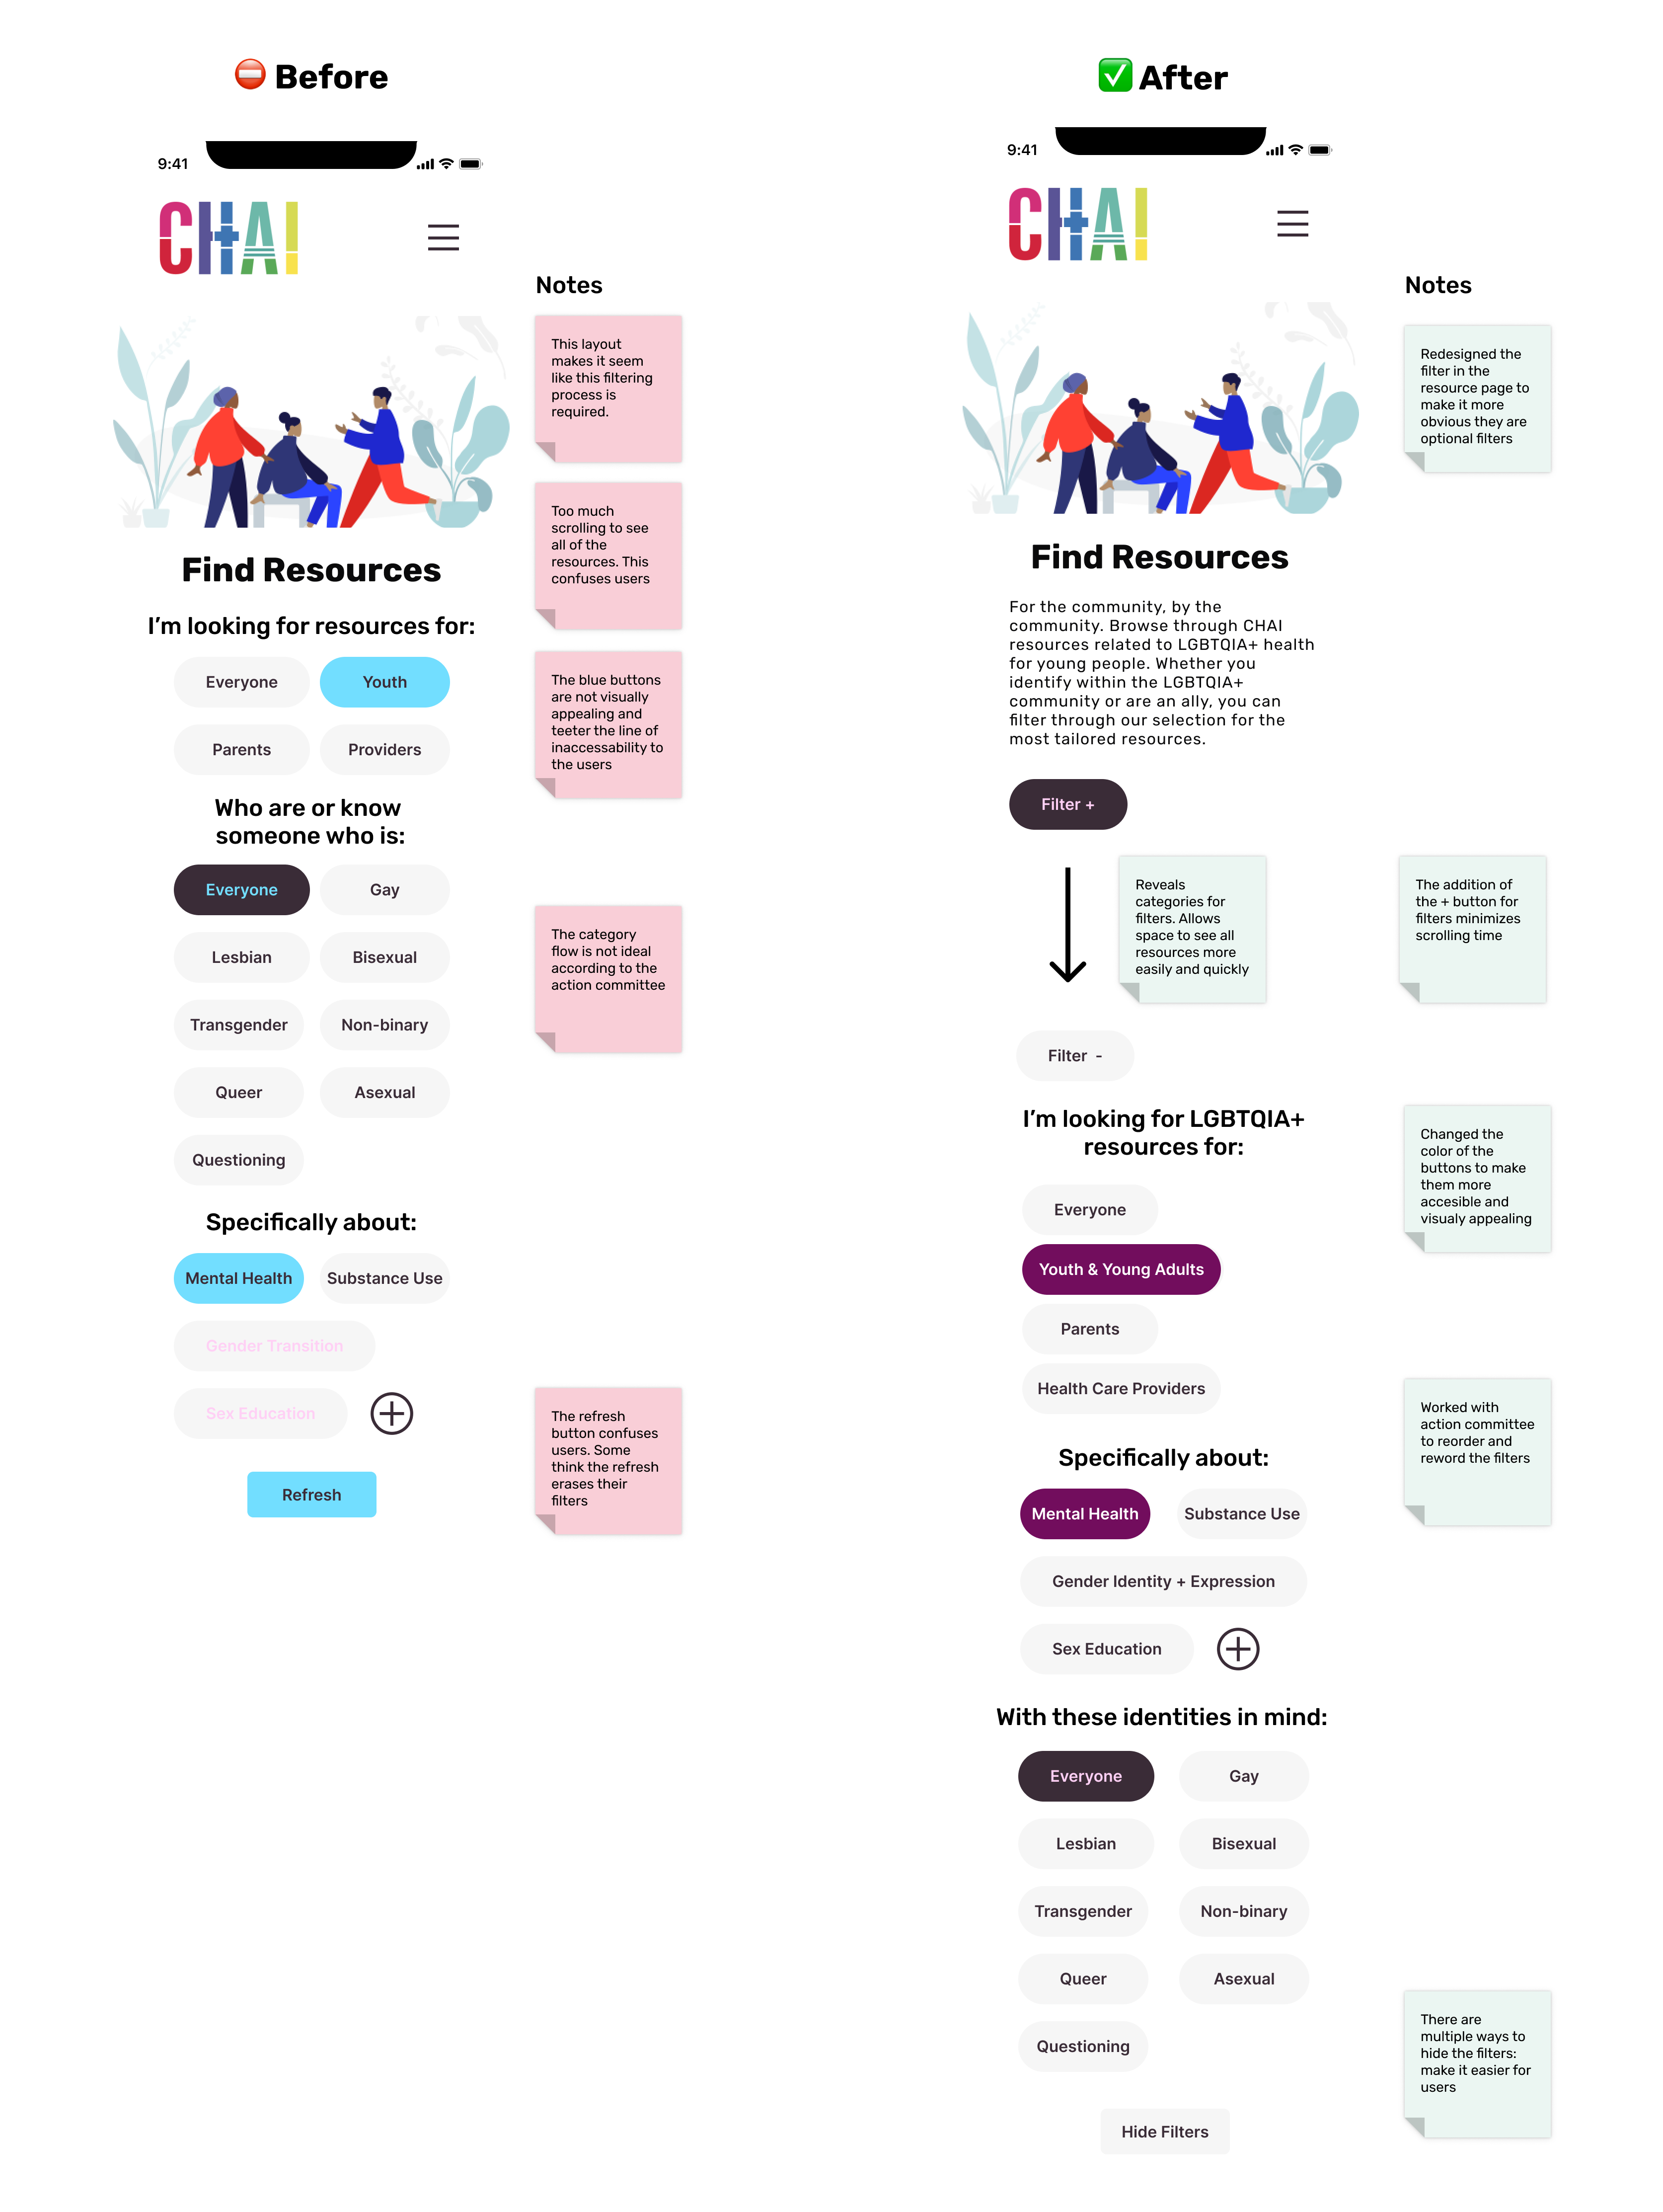 ⛔ Before
9:41
CHAI
Notes
This layout
makes it seem
like this filtering
process is
required.
Too much
scrolling to see
all of the
resources. This
confuses users
Find Resources
I'm looking for resources for:
Everyone
Youth
Parents
Providers
The blue buttons
are not visually
appealing and
teeter the line of
inaccessability to
the users
Who are or know
someone who is:
Everyone
Gay
Lesbian
Bisexual
Transgender
Non-binary
Queer
Asexual
Questioning
The category
flow is not ideal
according to the
action committee
Specifically about:
Mental Health
Substance Use
Gender Transition
Sex Education
Refresh
The refresh
button confuses
users. Some
think the refresh
erases their
filters
✅ After
9:41
CHAI
Notes
Redesigned the
filter in the
resource page to
make it more
obvious they are
optional filters
Find Resources
For the community, by the
community. Browse through CHAI
resources related to LGBTQIA+ health
for young people. Whether you
identify within the LGBTQIA+
community or are an ally, you can
filter through our selection for the
most tailored resources.
Filter +
Reveals
categories for
filters. Allows
space to see all
resources more
easily and quickly
The addition of
the + button for
filters minimizes
scrolling time
Filter -
I'm looking for LGBTQIA+
resources for:
Everyone
Youth & Young Adults
Parents
Health Care Providers
Changed the
color of the
buttons to make
them more
accesible and
visualy appealing
Specifically about:
Mental Health
Substance Use
Gender Identity + Expression
Sex Education
Worked with
action committee
to reorder and
reword the filters
With these identities in mind:
Everyone
Gay
Lesbian
Bisexual
Transgender
Non-binary
Queer
Asexual
Questioning
Hide Filters
There are
multiple ways to
hide the filters:
make it easier for
users